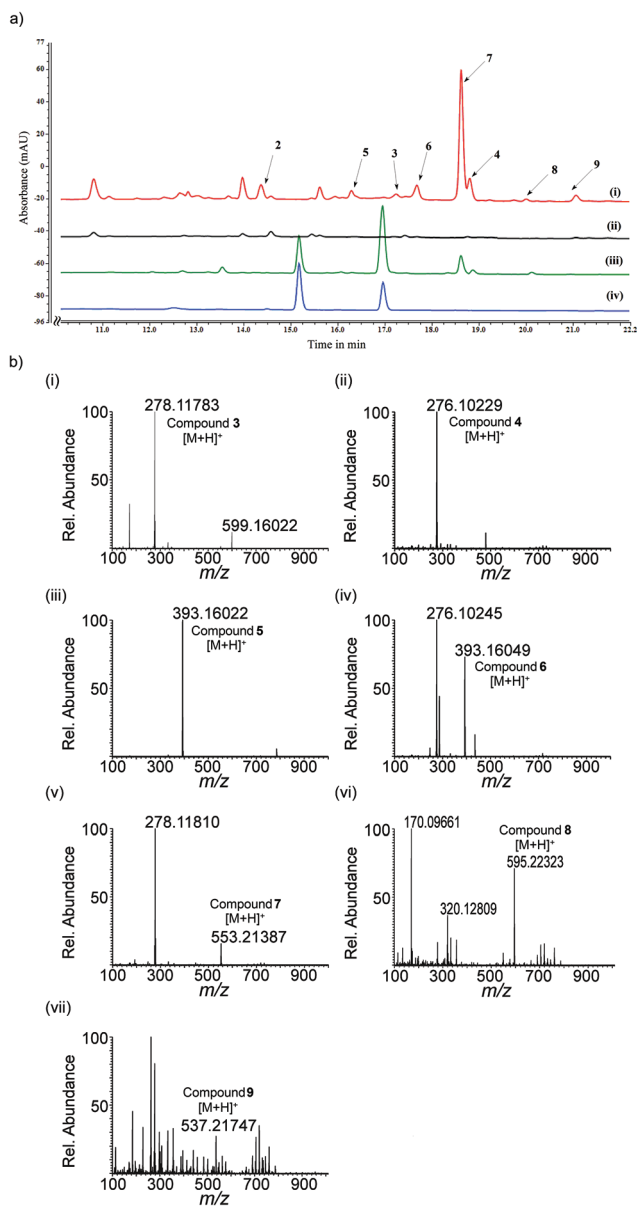 a)
77
60
40
20
0
-20
-40
-60
-80
-96
Absorbance (mAU)
7
2
5
3
6
4
8
9
(i)
(ii)
(iii)
(iv)
11.0 12.0 13.0 14.0 15.0 16.0 17.0 18.0 19.0 20.0 21.0 22.2
Time in min
b)
(i)
278.11783
Compound 3
[M+H]+
599.16022
100
50
Rel. Abundance
100 300 500 700 900
m/z
(ii)
276.10229
Compound 4
[M+H]+
100
50
Rel. Abundance
100 300 500 700 900
m/z
(iii)
393.16022
Compound 5
[M+H]+
100
50
Rel. Abundance
100 300 500 700 900
m/z
(iv)
276.10245
393.16049
Compound 6
[M+H]+
100
50
Rel. Abundance
100 300 500 700 900
m/z
(v)
278.11810
Compound 7
[M+H]+
553.21387
100
50
Rel. Abundance
100 300 500 700 900
m/z
(vi)
170.09661
Compound 8
[M+H]+
595.22323
320.12809
100
50
Rel. Abundance
100 300 500 700 900
m/z
(vii)
Compound 9
[M+H]+
537.21747
100
50
Rel. Abundance
100 300 500 700 900
m/z